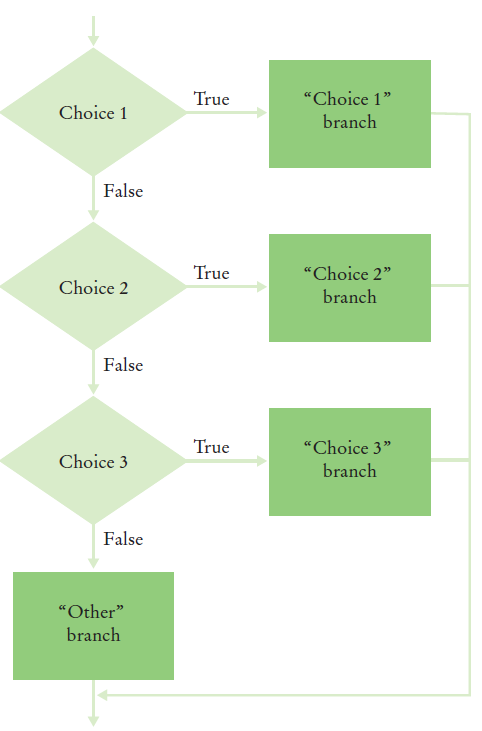 Choice 1
True
“Choice 1”
branch
False
Choice 2
True
“Choice 2”
branch
False
Choice 3
True
“Choice 3”
branch
False
“Other”
branch